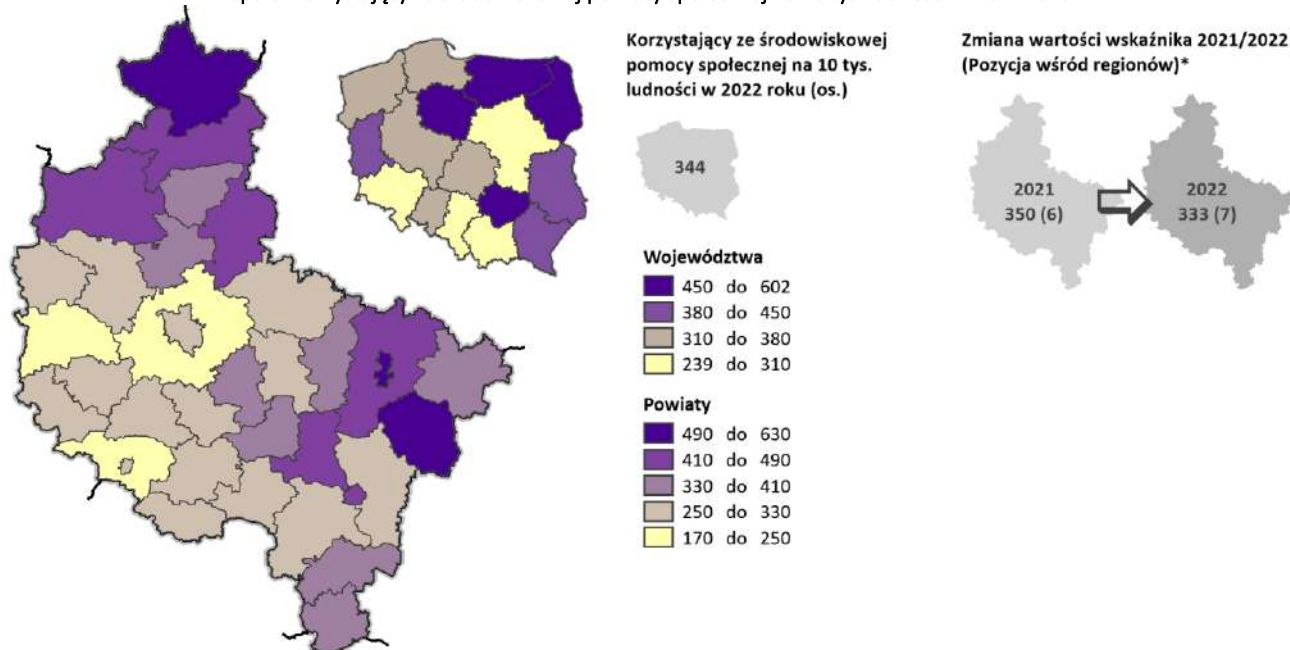 Korzystający ze środowiskowej
pomocy społecznej na 10 tys.
ludności w 2022 roku (os.)
344
Zmiana wartości wskaźnika 2021/2022
(Pozycja wśród regionów)*
2021
350 (6)
2022
333 (7)
Województwa
450 do 602
380 do 450
310 do 380
239 do 310
Powiaty
490 do 630
410 do 490
330 do 410
250 do 330
170 do 250